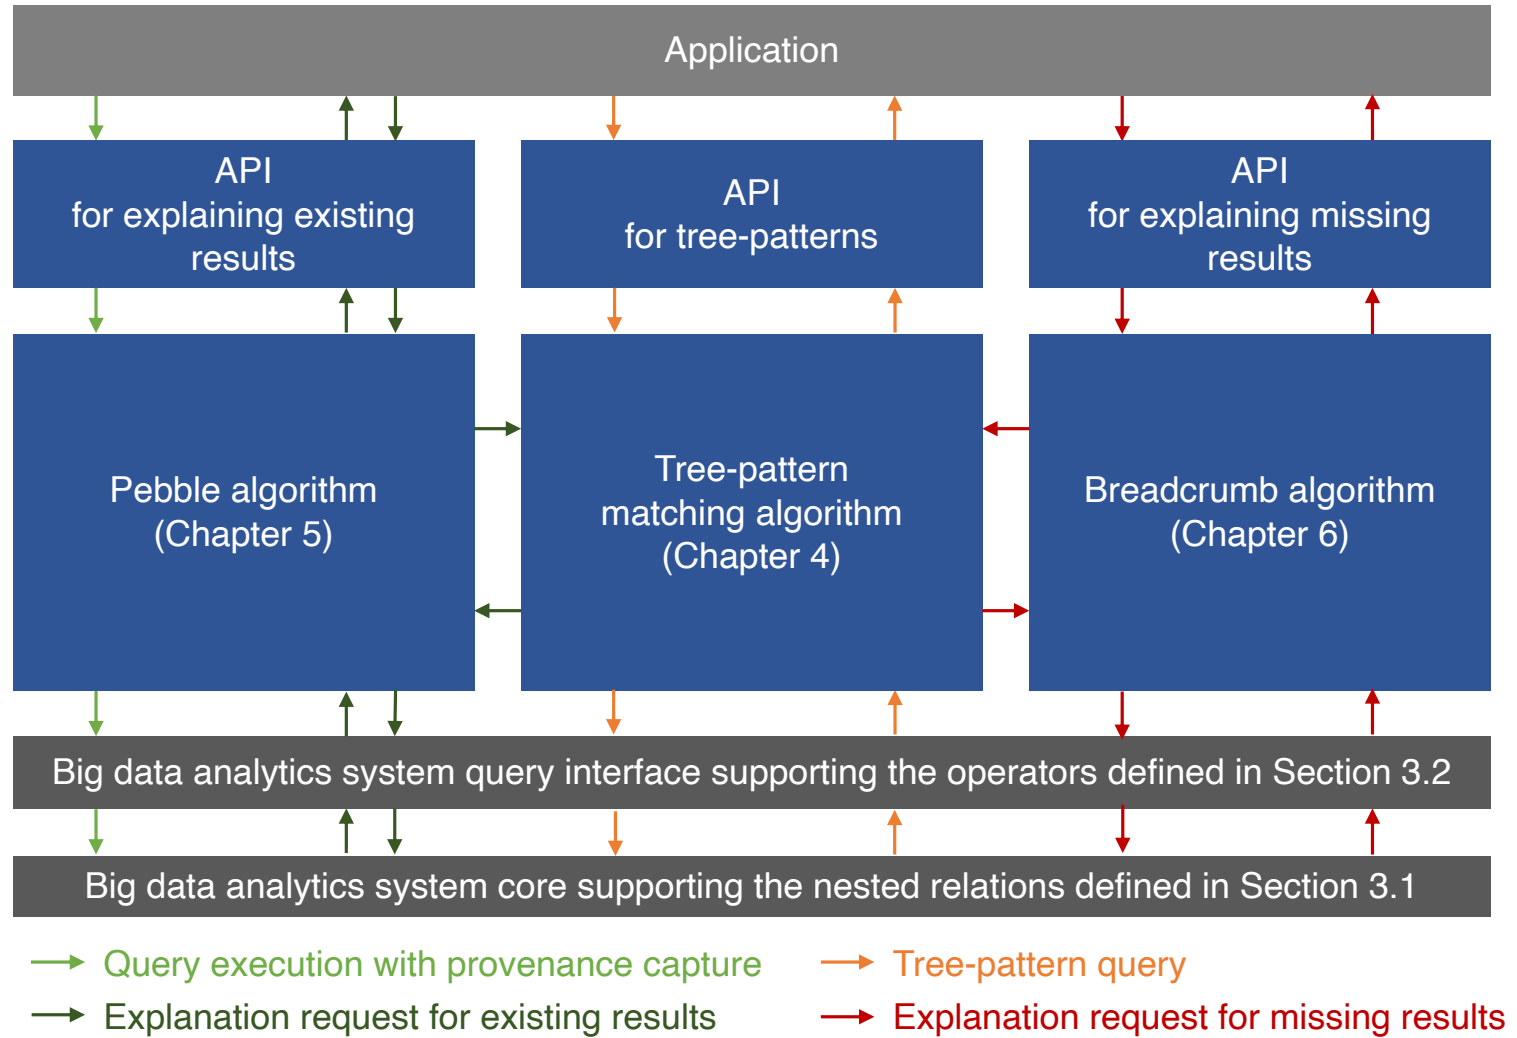 Application
API
for explaining existing
results
API
for tree-patterns
API
for explaining missing
results
Pebble algorithm
(Chapter 5)
Tree-pattern
matching algorithm
(Chapter 4)
Breadcrumb algorithm
(Chapter 6)
Big data analytics system query interface supporting the operators defined in Section 3.2
Big data analytics system core supporting the nested relations defined in Section 3.1
Query execution with provenance capture
Explanation request for existing results
Tree-pattern query
Explanation request for missing results